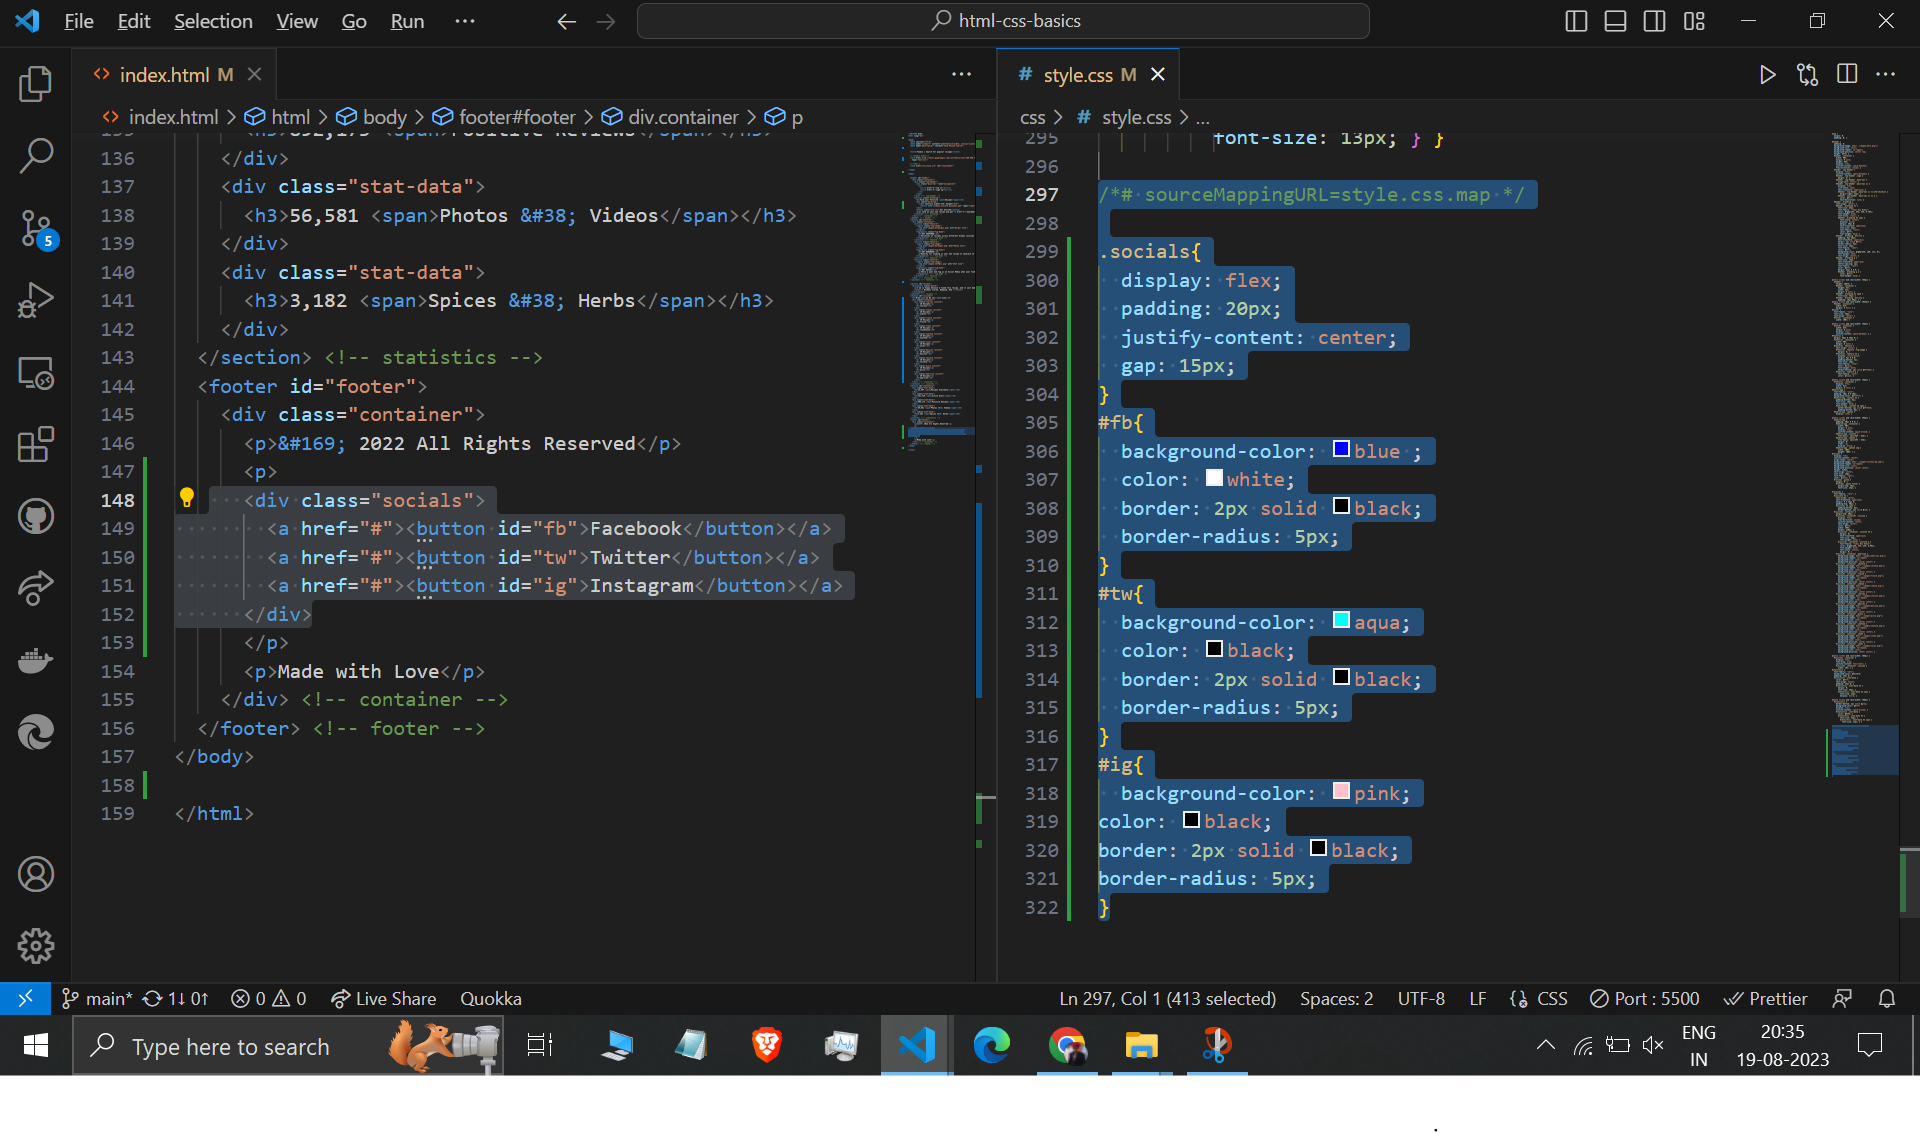 File Edit Selection View Go Run ··· html-css-basics
index.html M
index.html > html > body > footer#footer > div.container > p
136 </div>
137 <div class="stat-data">
138 <h3>56,581 <span>Photos &#38; Videos</span></h3>
139 </div>
140 <div class="stat-data">
141 <h3>3,182 <span>Spices &#38; Herbs</span></h3>
142 </div>
143 </section> <!-- statistics -->
144 <footer id="footer">
145 <div class="container">
146 <p>&#169; 2022 All Rights Reserved</p>
147 <p>
148 <div class="socials">
149 <a href="#"><button id="fb">Facebook</button></a>
150 <a href="#"><button id="tw">Twitter</button></a>
151 <a href="#"><button id="ig">Instagram</button></a>
152 </div>
153 </p>
154 <p>Made with Love</p>
155 </div> <!-- container -->
156 </footer> <!-- footer -->
157 </body>
158
159 </html>
# style.css M
css > # style.css > ...
295 font-size: 13px; } }
296
297 /*# sourceMappingURL=style.css.map */
298
299 .socials{
300 display: flex;
301 padding: 20px;
302 justify-content: center;
303 gap: 15px;
304 }
305 #fb{
306 background-color: blue ;
307 color: white;
308 border: 2px solid black;
309 border-radius: 5px;
310 }
311 #tw{
312 background-color: aqua;
313 color: black;
314 border: 2px solid black;
315 border-radius: 5px;
316 }
317 #ig{
318 background-color: pink;
319 color: black;
320 border: 2px solid black;
321 border-radius: 5px;
322 }
5
main* 1↓ 0↑ 0 0 Live Share Quokka Ln 297, Col 1 (413 selected) Spaces: 2 UTF-8 LF {} CSS Port : 5500 Prettier
Type here to search
ENG
IN
20:35
19-08-2023